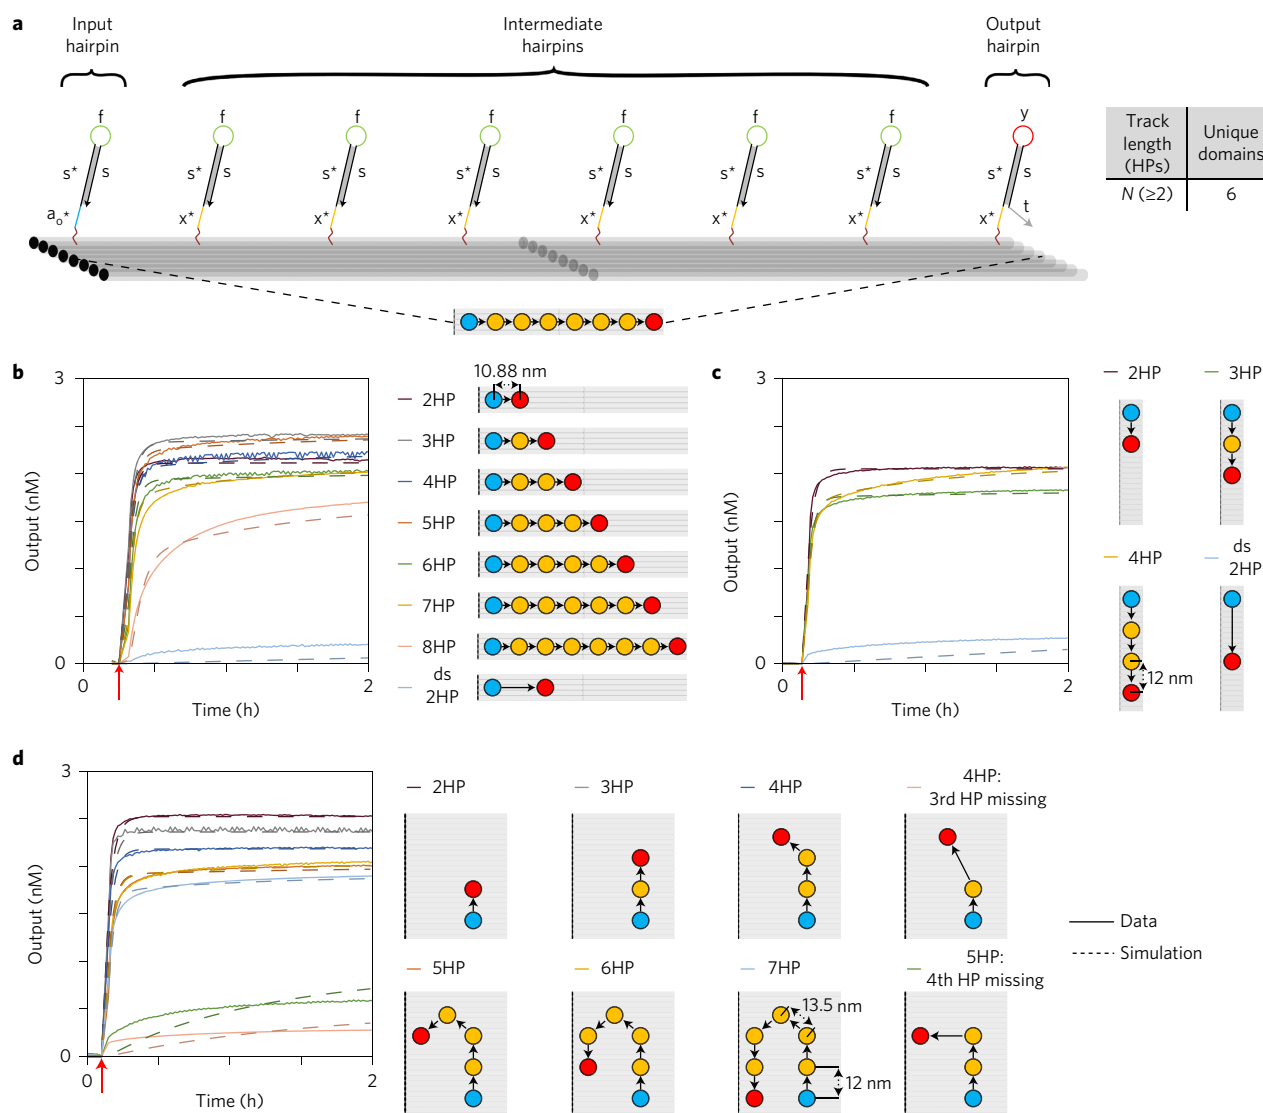 a
Input
hairpin
Intermediate
hairpins
Output
hairpin
f
f
f
f
f
f
f
y
s* s
s* s
s* s
s* s
s* s
s* s
s* s
s* s
t
ao*
x*
x*
x*
x*
x*
x*
x*
Track
length
(HPs)
Unique
domains
N (≥2)
6
b
3
Output (nM)
0
0
2
Time (h)
10.88 nm
2HP
3HP
4HP
5HP
6HP
7HP
8HP
ds
2HP
c
3
Output (nM)
0
0
2
Time (h)
2HP
3HP
4HP
ds
2HP
12 nm
d
3
Output (nM)
0
0
2
Time (h)
2HP
3HP
4HP
4HP:
3rd HP missing
5HP
6HP
7HP
5HP:
4th HP missing
13.5 nm
12 nm
Data
Simulation